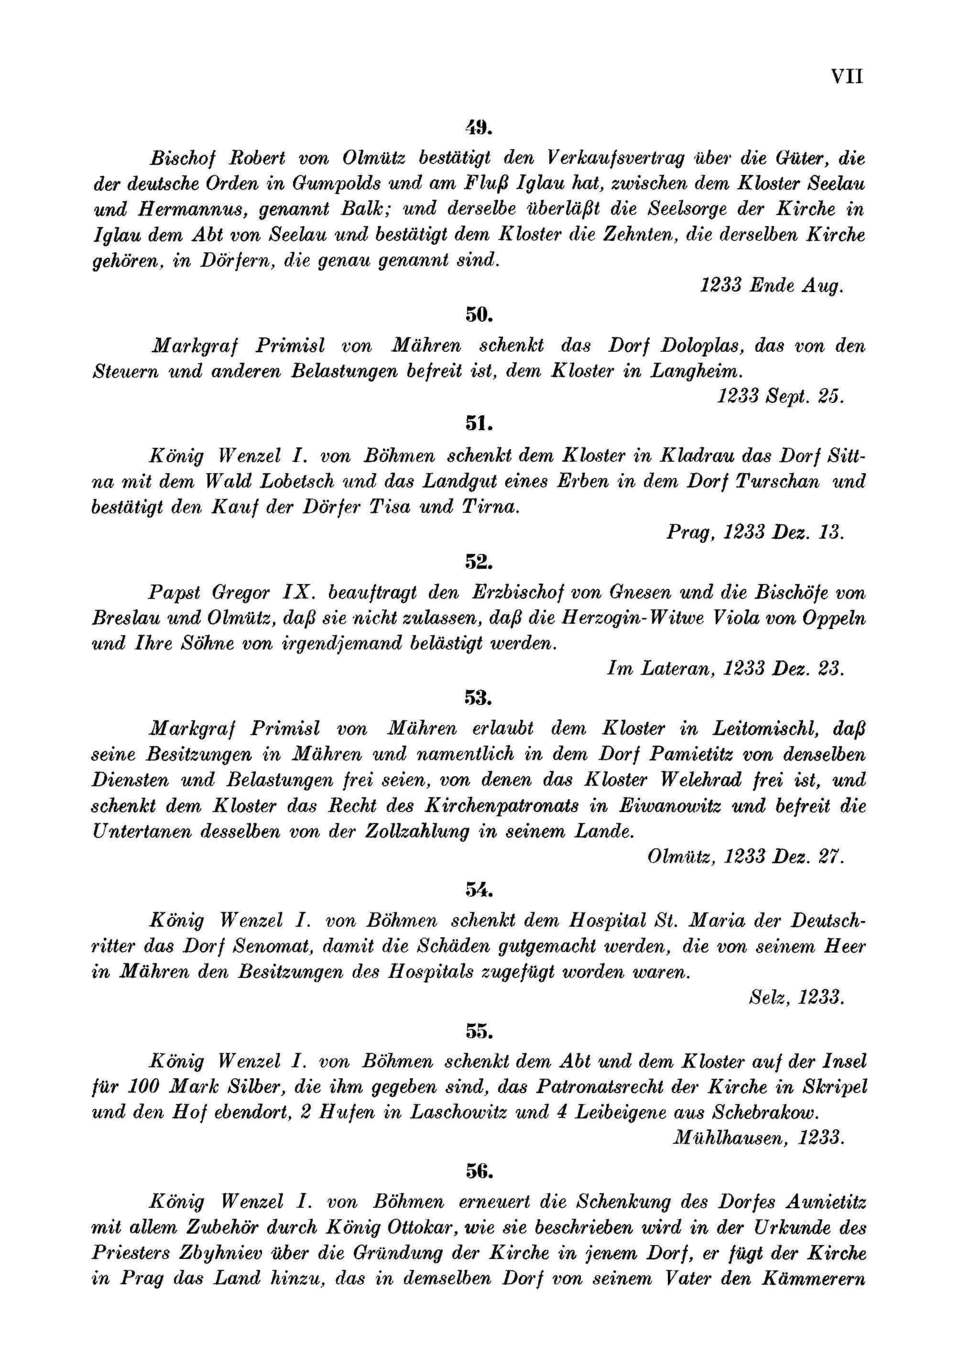 VII
49.
Bischof Robert von Olmütz bestätigt den Verkaufsvertrag über die Güter, die
der deutsche Orden in Gumpolds und am Fluß Iglau hat, zwischen dem Kloster Seelau
und Hermannus, genannt Balk; und derselbe überläßt die Seelsorge der Kirche in
Iglau dem Abt von Seelau und bestätigt dem Kloster die Zehnten, die derselben Kirche
gehören, in Dörfern, die genau genannt sind.
1233 Ende Aug.
50.
Markgraf Primisl von Mähren schenkt das Dorf Doloplas, das von den
Steuern und anderen Belastungen befreit ist, dem Kloster in Langheim.
1233 Sept. 25.
51.
König Wenzel I. von Böhmen schenkt dem Kloster in Kladrau das Dorf Sitt-
na mit dem Wald Lobetsch und das Landgut eines Erben in dem Dorf Turschan und
bestätigt den Kauf der Dörfer Tisa und Tirna.
Prag, 1233 Dez. 13.
52.
Papst Gregor IX. beauftragt den Erzbischof von Gnesen und die Bischöfe von
Breslau und Olmütz, daß sie nicht zulassen, daß die Herzogin-Witwe Viola von Oppeln
und Ihre Söhne von irgendjemand belästigt werden.
Im Lateran, 1233 Dez. 23.
53.
Markgraf Primisl von Mähren erlaubt dem Kloster in Leitomischl, daß
seine Besitzungen in Mähren und namentlich in dem Dorf Pamietitz von denselben
Diensten und Belastungen frei seien, von denen das Kloster Welehrad frei ist, und
schenkt dem Kloster das Recht des Kirchenpatronats in Eiwanowitz und befreit die
Untertanen desselben von der Zollzahlung in seinem Lande.
Olmütz, 1233 Dez. 27.
54.
König Wenzel I. von Böhmen schenkt dem Hospital St. Maria der Deutsch-
ritter das Dorf Senomat, damit die Schäden gutgemacht werden, die von seinem Heer
in Mähren den Besitzungen des Hospitals zugefügt worden waren.
Selz, 1233.
55.
König Wenzel I. von Böhmen schenkt dem Abt und dem Kloster auf der Insel
für 100 Mark Silber, die ihm gegeben sind, das Patronatsrecht der Kirche in Skripel
und den Hof ebendort, 2 Hufen in Laschowitz und 4 Leibeigene aus Schebrakow.
Mühlhausen, 1233.
56.
König Wenzel I. von Böhmen erneuert die Schenkung des Dorfes Aunietitz
mit allem Zubehör durch König Ottokar, wie sie beschrieben wird in der Urkunde des
Priesters Zbyhniev über die Gründung der Kirche in jenem Dorf, er fügt der Kirche
in Prag das Land hinzu, das in demselben Dorf von seinem Vater den Kämmerern